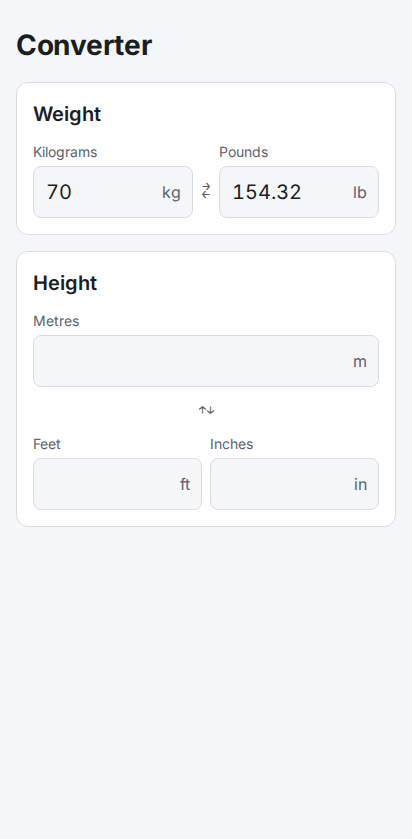 Converter
Weight
Kilograms Pounds
70 kg ⇄ 154.32 lb
Height
Metres
m
⇅
Feet Inches
ft in